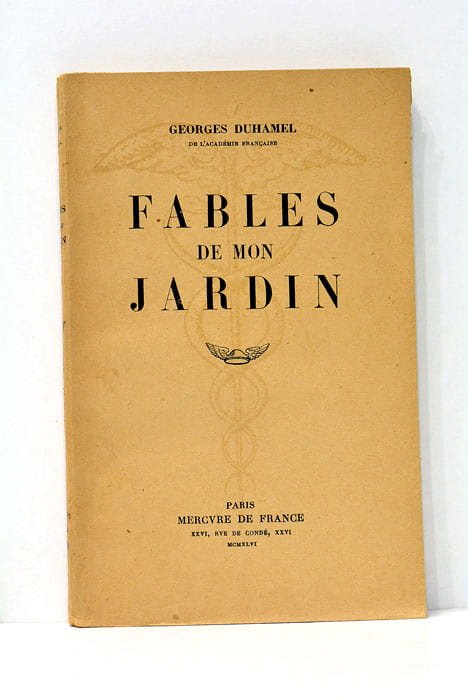 GEORGES DUHAMEL
DE L'ACADÉMIE FRANÇAISE
FABLES
DE MON
JARDIN
PARIS
MERCVRE DE FRANCE
XXVI, RVE DE CONDÉ, XXVI
MCMXLVI